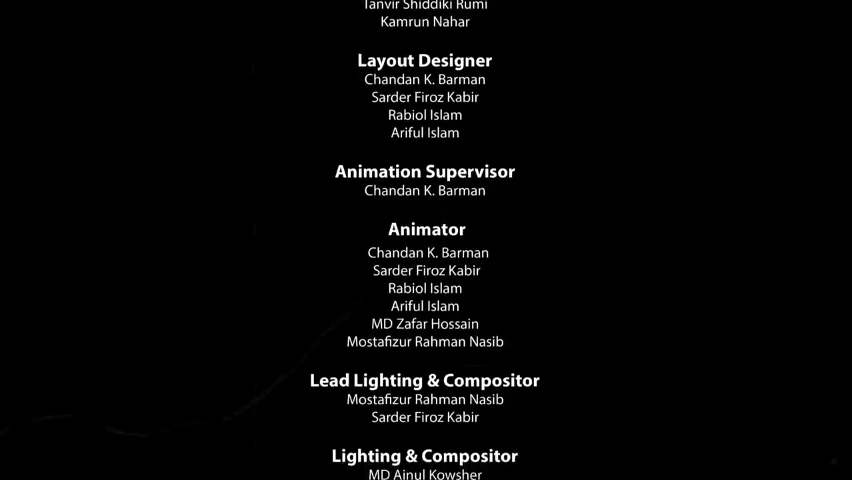 Tanvir Shiddiki Rumi
Kamrun Nahar
Layout Designer
Chandan K. Barman
Sarder Firoz Kabir
Rabiol Islam
Ariful Islam
Animation Supervisor
Chandan K. Barman
Animator
Chandan K. Barman
Sarder Firoz Kabir
Rabiol Islam
Ariful Islam
MD Zafar Hossain
Mostafizur Rahman Nasib
Lead Lighting & Compositor
Mostafizur Rahman Nasib
Sarder Firoz Kabir
Lighting & Compositor
MD Ainul Kowsher